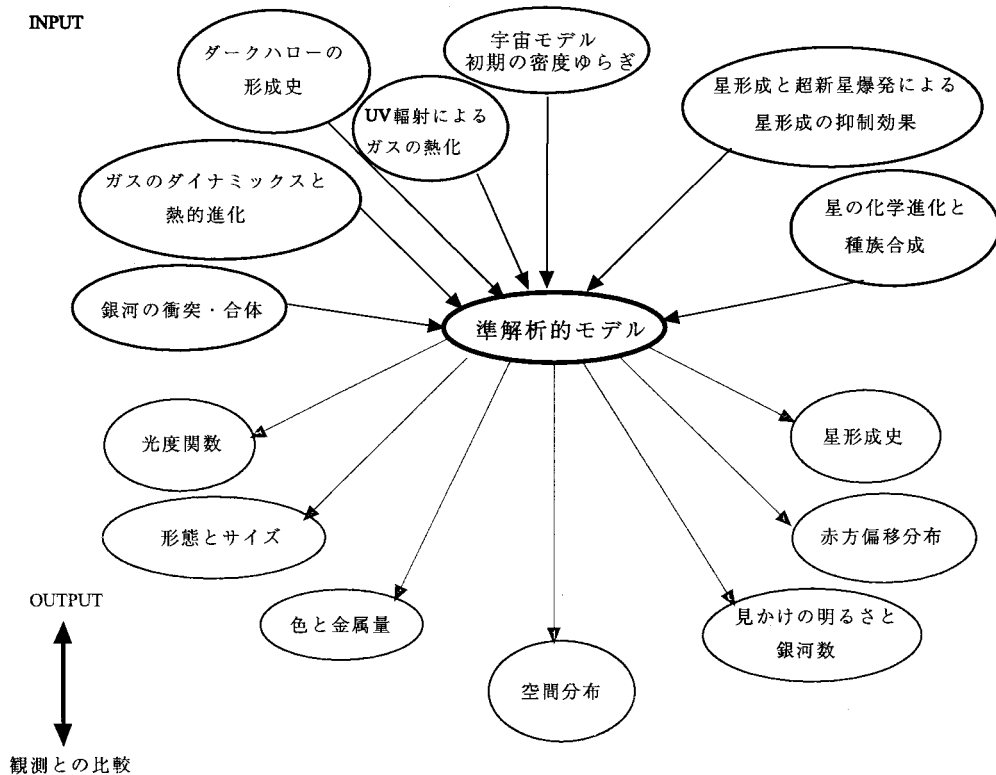 INPUT
ダークハローの
形成史
宇宙モデル
初期の密度ゆらぎ
UV輻射による
ガスの熱化
星形成と超新星爆発による
星形成の抑制効果
ガスのダイナミックスと
熱的進化
星の化学進化と
種族合成
銀河の衝突・合体
準解析的モデル
光度関数
星形成史
形態とサイズ
赤方偏移分布
色と金属量
見かけの明るさと
銀河数
空間分布
OUTPUT
観測との比較